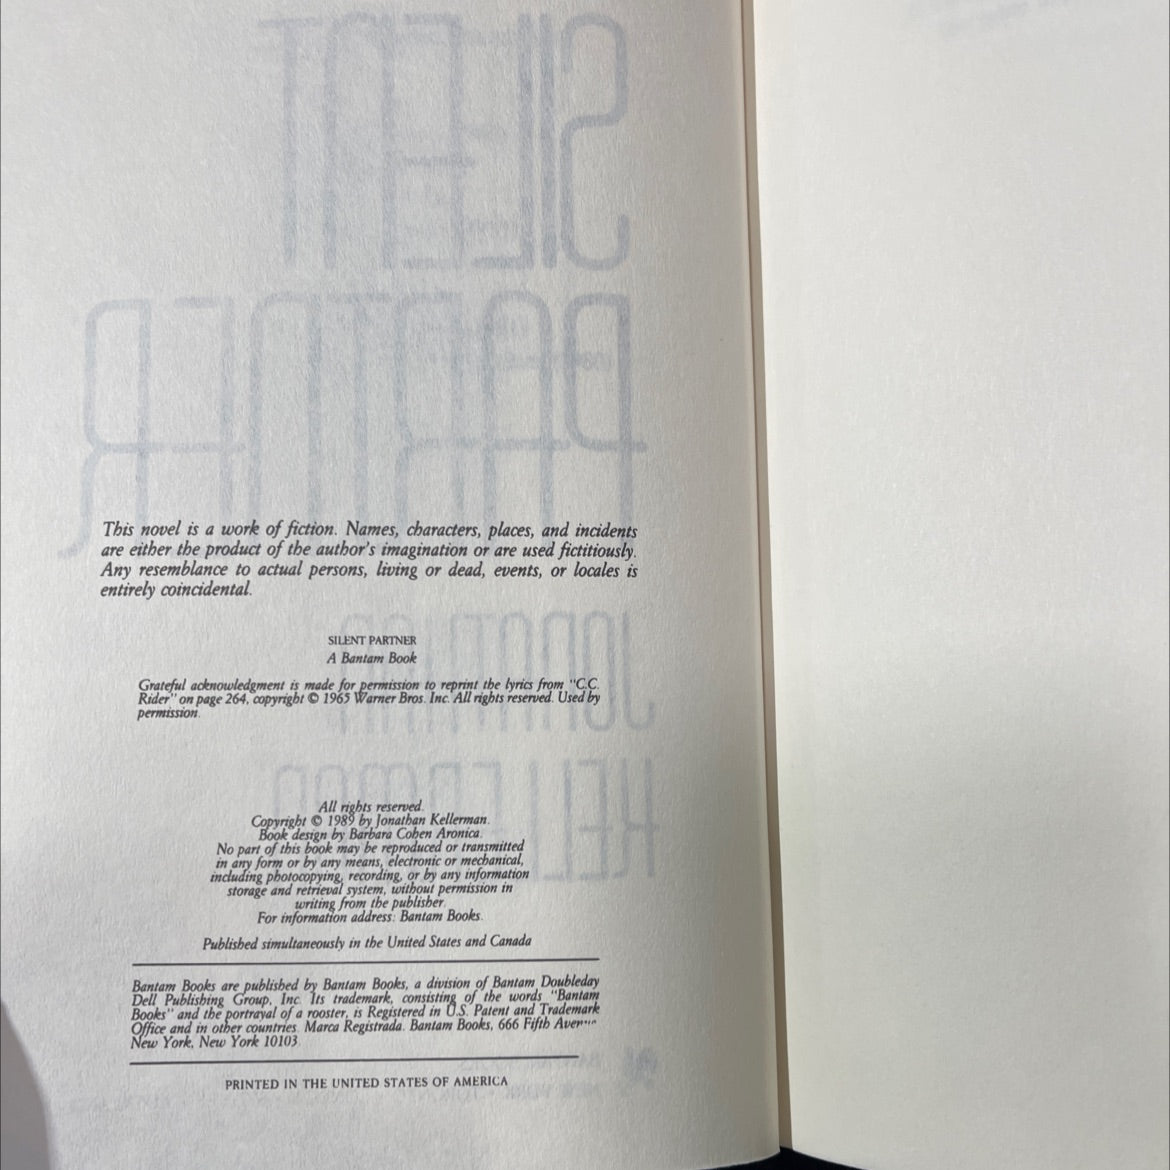 SILENT
PARTNER
This novel is a work of fiction. Names, characters, places, and incidents
are either the product of the author's imagination or are used fictitiously.
Any resemblance to actual persons, living or dead, events, or locales is
entirely coincidental.
JONATHAN
SILENT PARTNER
A Bantam Book
Grateful acknowledgment is made for permission to reprint the lyrics from "C.C.
Rider" on page 264, copyright © 1965 Warner Bros. Inc. All rights reserved. Used by
permission.
KELLERMAN
All rights reserved.
Copyright © 1989 by Jonathan Kellerman.
Book design by Barbara Cohen Aronica.
No part of this book may be reproduced or transmitted
in any form or by any means, electronic or mechanical,
including photocopying, recording, or by any information
storage and retrieval system, without permission in
writing from the publisher.
For information address: Bantam Books.
Published simultaneously in the United States and Canada
Bantam Books are published by Bantam Books, a division of Bantam Doubleday
Dell Publishing Group, Inc. Its trademark, consisting of the words "Bantam
Books" and the portrayal of a rooster, is Registered in U.S. Patent and Trademark
Office and in other countries. Marca Registrada. Bantam Books, 666 Fifth
New York, New York 10103.
PRINTED IN THE UNITED STATES OF AMERICA